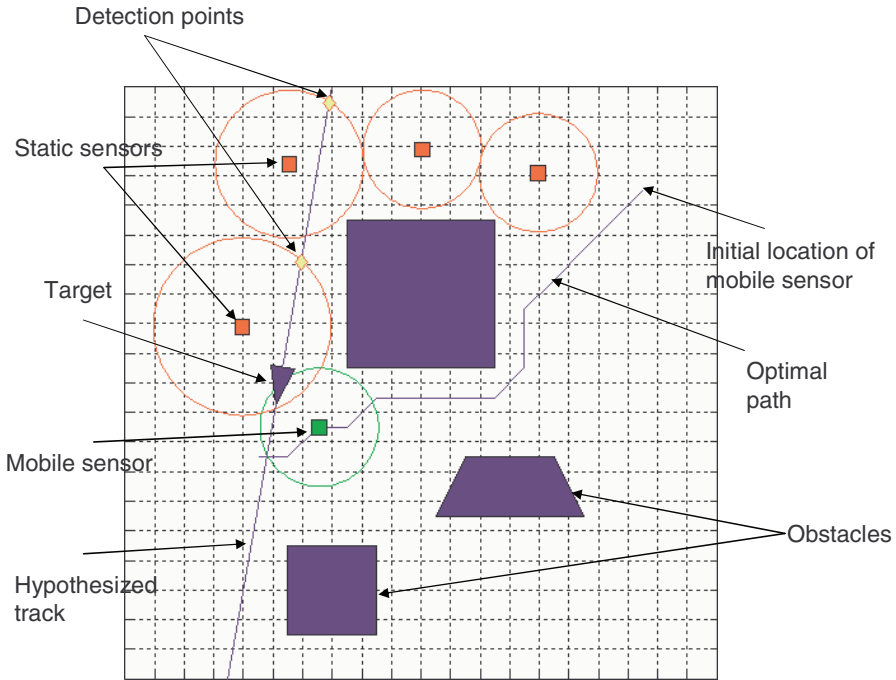 Detection points
Static sensors
Initial location of
mobile sensor
Target
Optimal
path
Mobile sensor
Obstacles
Hypothesized
track